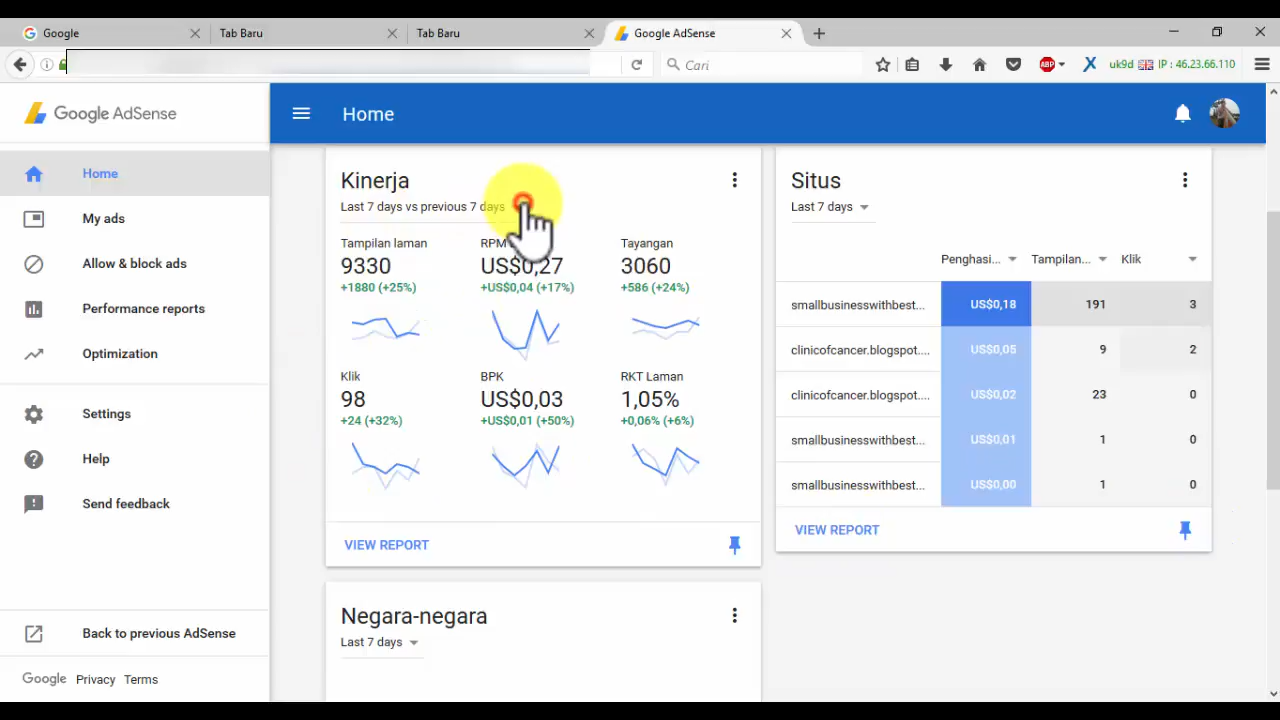 Google
Tab Baru
Tab Baru
Google AdSense
Cari
ABP
uk9d IP : 46.23.66.110
Google AdSense
Home
Home
My ads
Allow & block ads
Performance reports
Optimization
Settings
Help
Send feedback
Back to previous AdSense
Google Privacy Terms
Kinerja
Last 7 days vs previous 7 days
Tampilan laman
9330
+1880 (+25%)
US$0,27
+US$0,04 (+17%)
Tayangan
3060
+586 (+24%)
Klik
98
+24 (+32%)
BPK
US$0,03
+US$0,01 (+50%)
RKT Laman
1,05%
+0,06% (+6%)
VIEW REPORT
Situs
Last 7 days
Penghasi... Tampilan... Klik
smallbusinesswithbest... US$0,18 191 3
clinicofcancer.blogspot.... US$0,05 9 2
clinicofcancer.blogspot.... US$0,02 23 0
smallbusinesswithbest... US$0,01 1 0
smallbusinesswithbest... US$0,00 1 0
VIEW REPORT
Negara-negara
Last 7 days